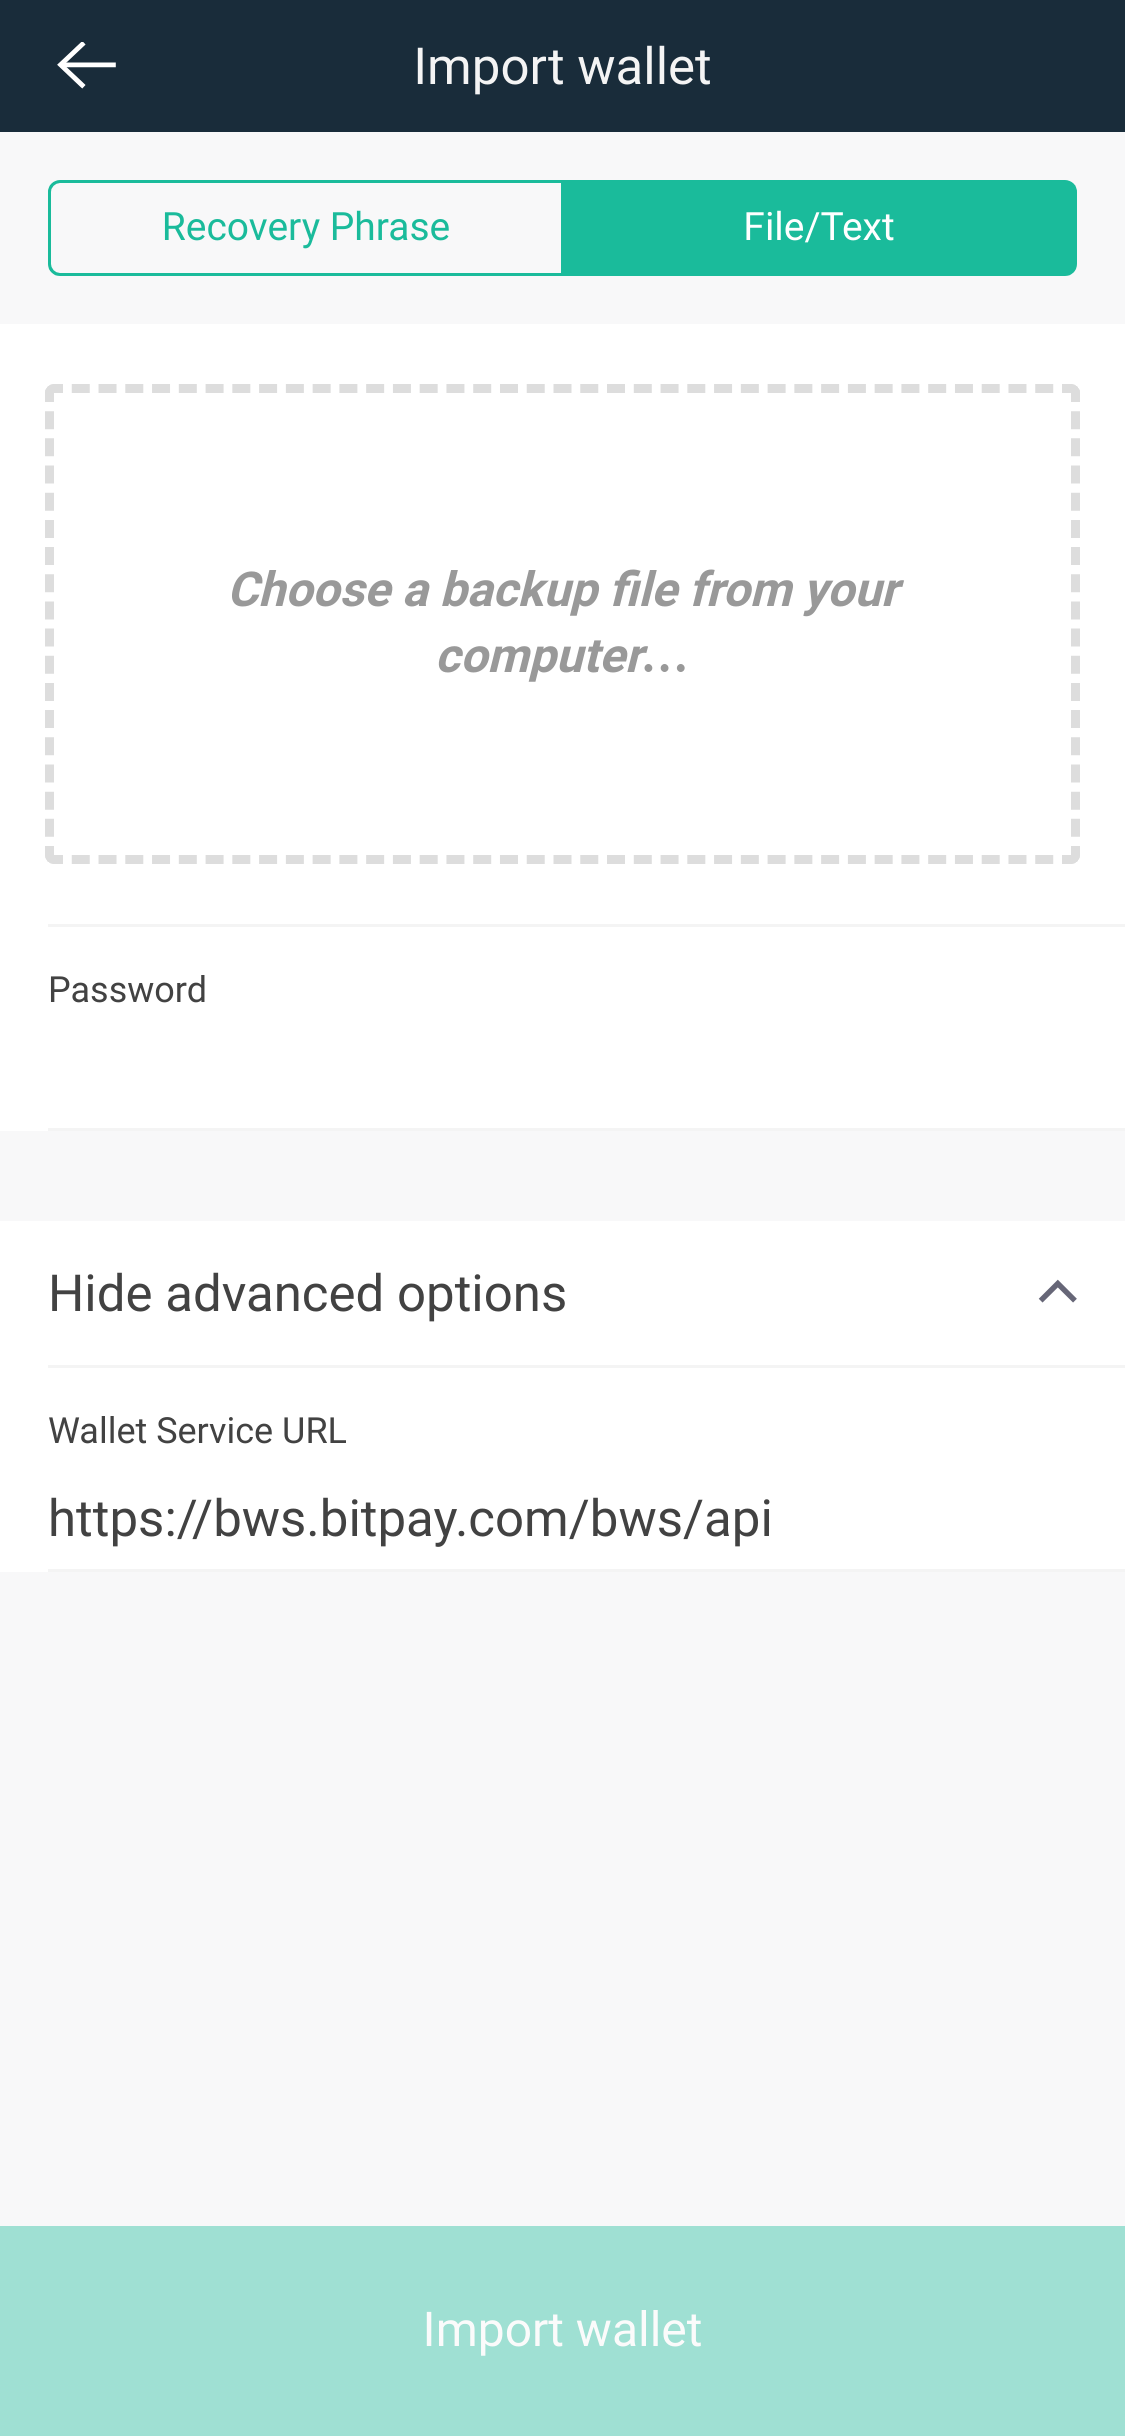 Import wallet
Recovery Phrase
File/Text
Choose a backup file from your
computer...
Password
Hide advanced options
Wallet Service URL
https://bws.bitpay.com/bws/api
Import wallet